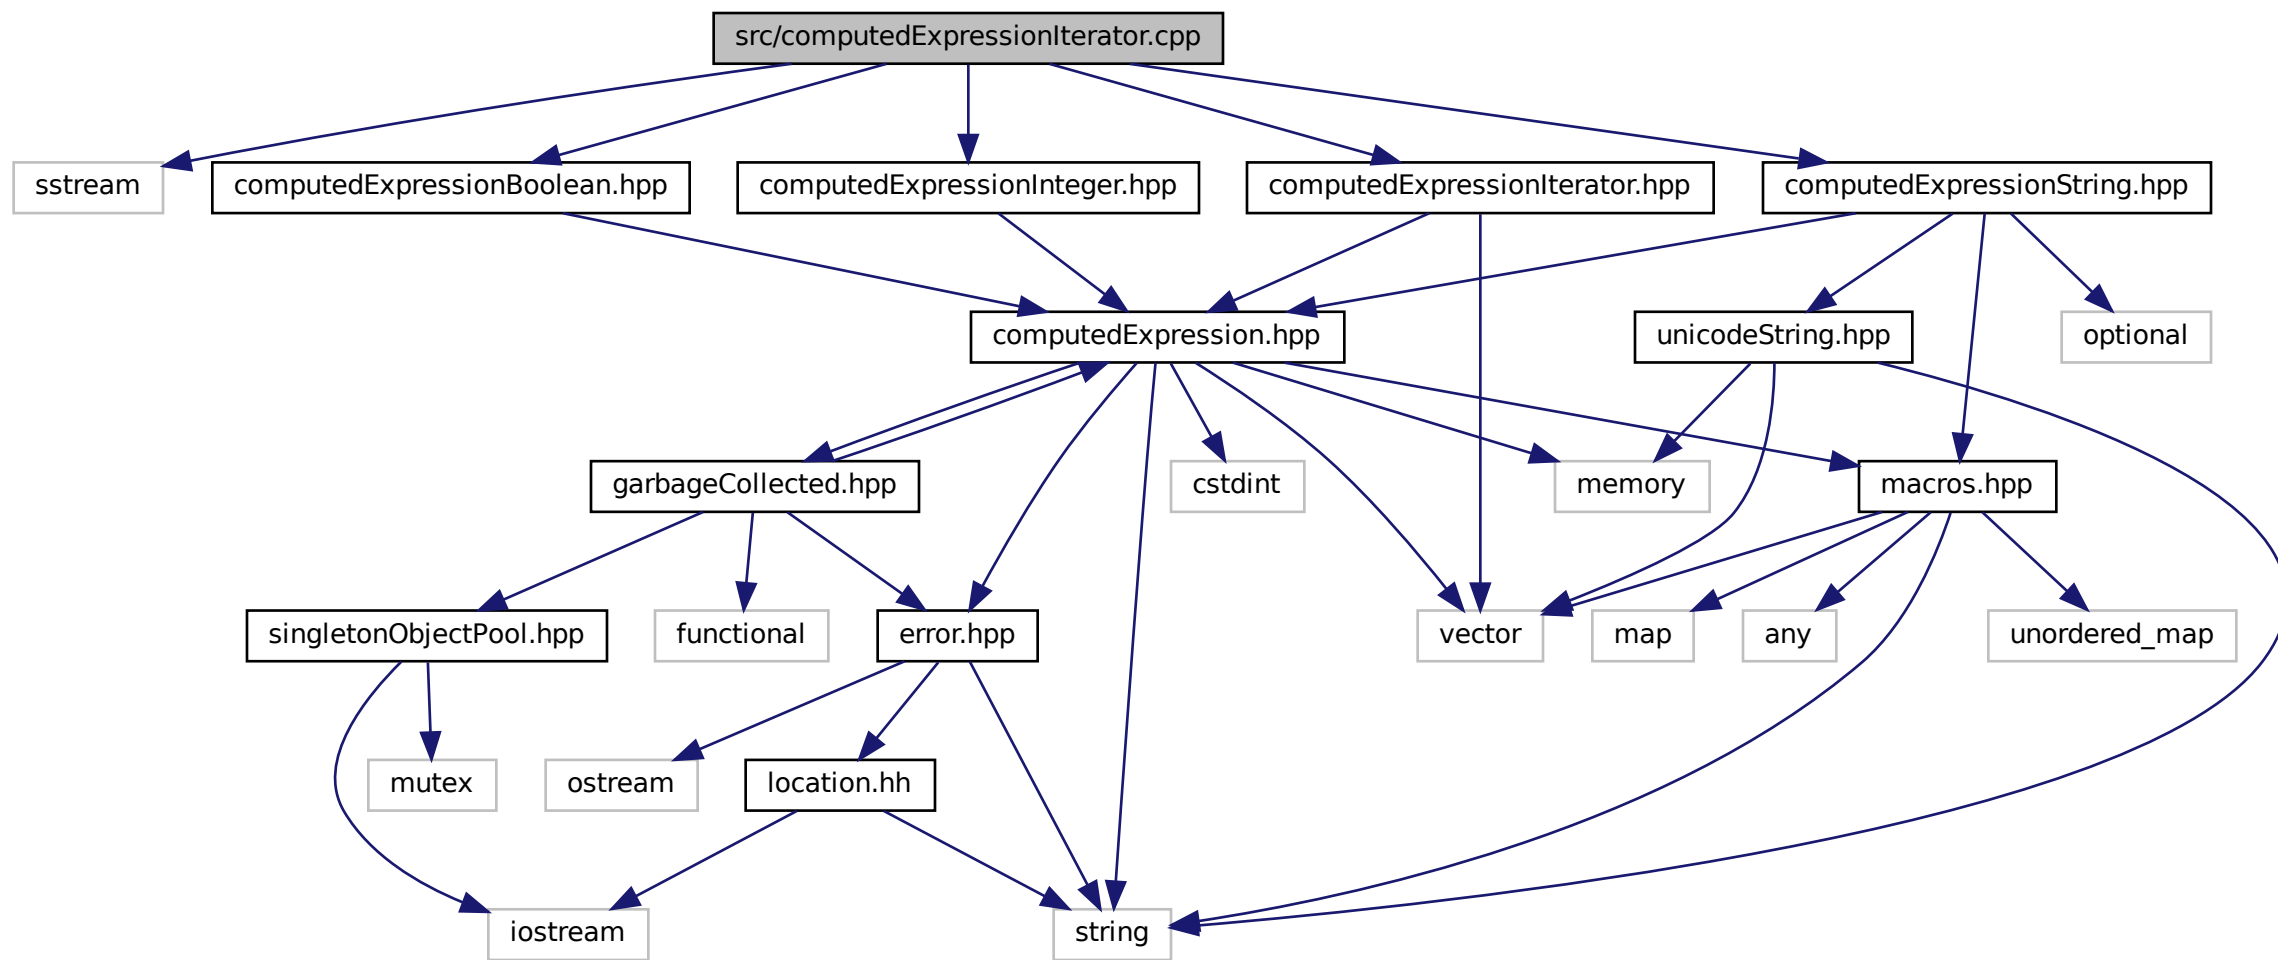 src/computedExpressionIterator.cpp
sstream
computedExpressionBoolean.hpp
computedExpressionInteger.hpp
computedExpressionIterator.hpp
computedExpressionString.hpp
computedExpression.hpp
unicodeString.hpp
optional
garbageCollected.hpp
cstdint
memory
macros.hpp
singletonObjectPool.hpp
functional
error.hpp
vector
map
any
unordered_map
mutex
ostream
location.hh
iostream
string